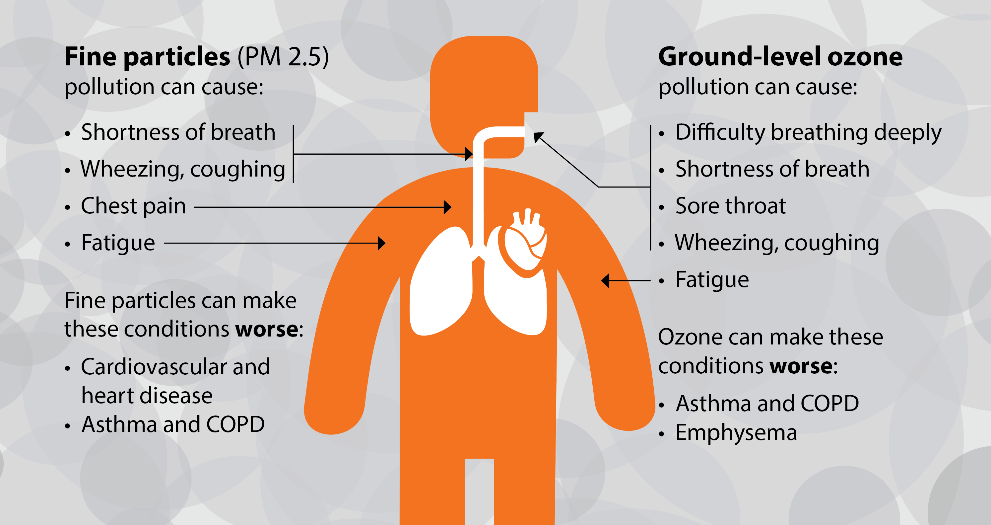 Fine particles (PM 2.5)
pollution can cause:
• Shortness of breath
• Wheezing, coughing
• Chest pain
• Fatigue
Fine particles can make
these conditions worse:
• Cardiovascular and
heart disease
• Asthma and COPD
Ground-level ozone
pollution can cause:
• Difficulty breathing deeply
• Shortness of breath
• Sore throat
• Wheezing, coughing
• Fatigue
Ozone can make these
conditions worse:
• Asthma and COPD
• Emphysema